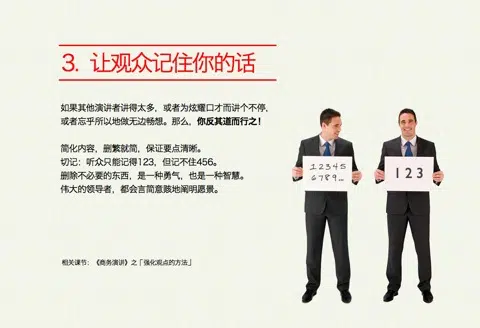 3. 让观众记住你的话
如果其他演讲者讲得太多，或者为炫耀口才而讲个不停，
或者忘乎所以地做无边畅想。那么，你反其道而行之！
简化内容，删繁就简，保证要点清晰。
切记：听众只能记得123，但记不住456。
删除不必要的东西，是一种勇气，也是一种智慧。
伟大的领导者，都会言简意赅地阐明愿景。
12345
6789...
123
相关课节：《商务演讲》之「强化观点的方法」